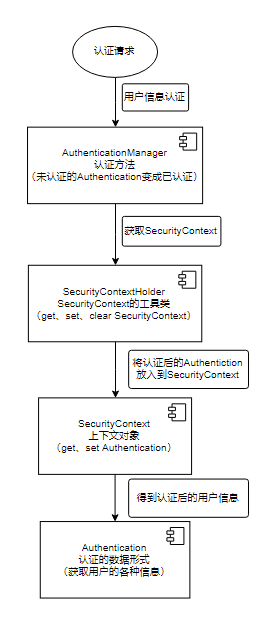 认证请求
用户信息认证
AuthenticationManager
认证方法
（未认证的Authentication变成已认证）
获取SecurityContext
SecurityContextHolder
SecurityContext的工具类
（get、set、clear SecurityContext）
将认证后的Authentiction
放入到SecurityContext
SecurityContext
上下文对象
（get、set Authentication）
得到认证后的用户信息
Authentication
认证的数据形式
（获取用户的各种信息）